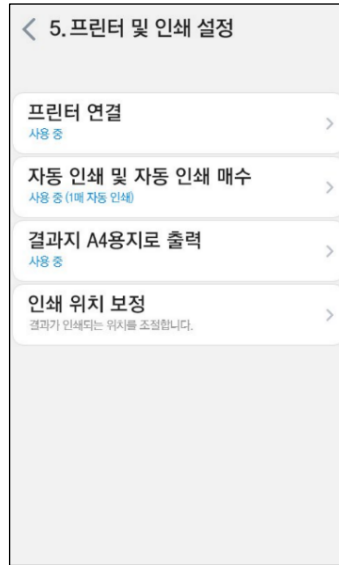 5. 프린터 및 인쇄 설정
프린터 연결
사용 중
자동 인쇄 및 자동 인쇄 매수
사용 중 (1매 자동 인쇄)
결과지 A4용지로 출력
사용 중
인쇄 위치 보정
결과가 인쇄되는 위치를 조절합니다.